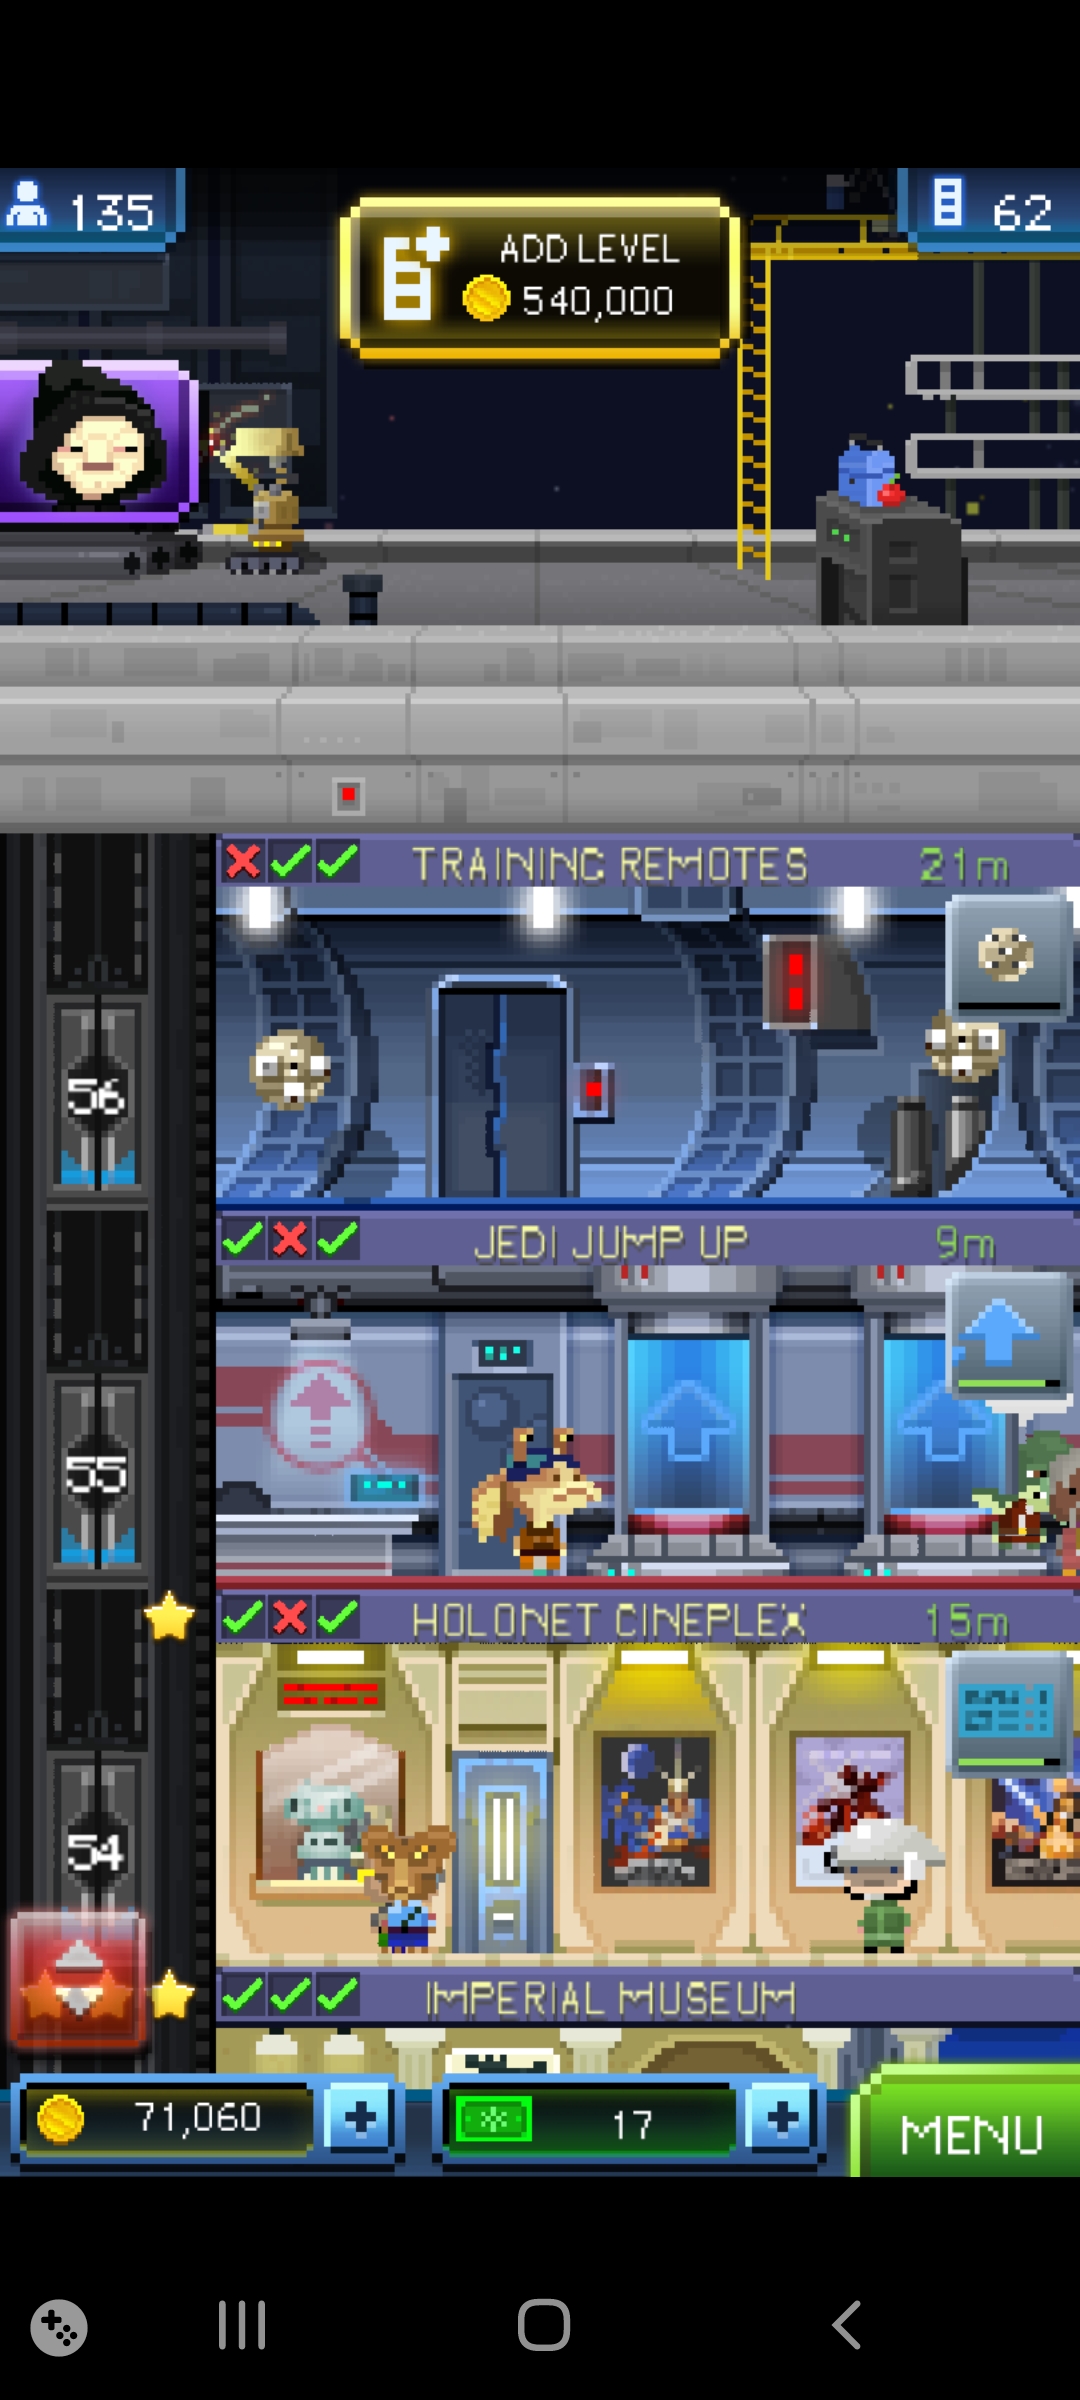 135
ADD LEVEL
540,000
62
TRAINING REMOTES 21m
56
JEDI JUMP UP 9m
55
HOLONET CINEPLEX 15m
54
IMPERIAL MUSEUM
71,060
17
MENU